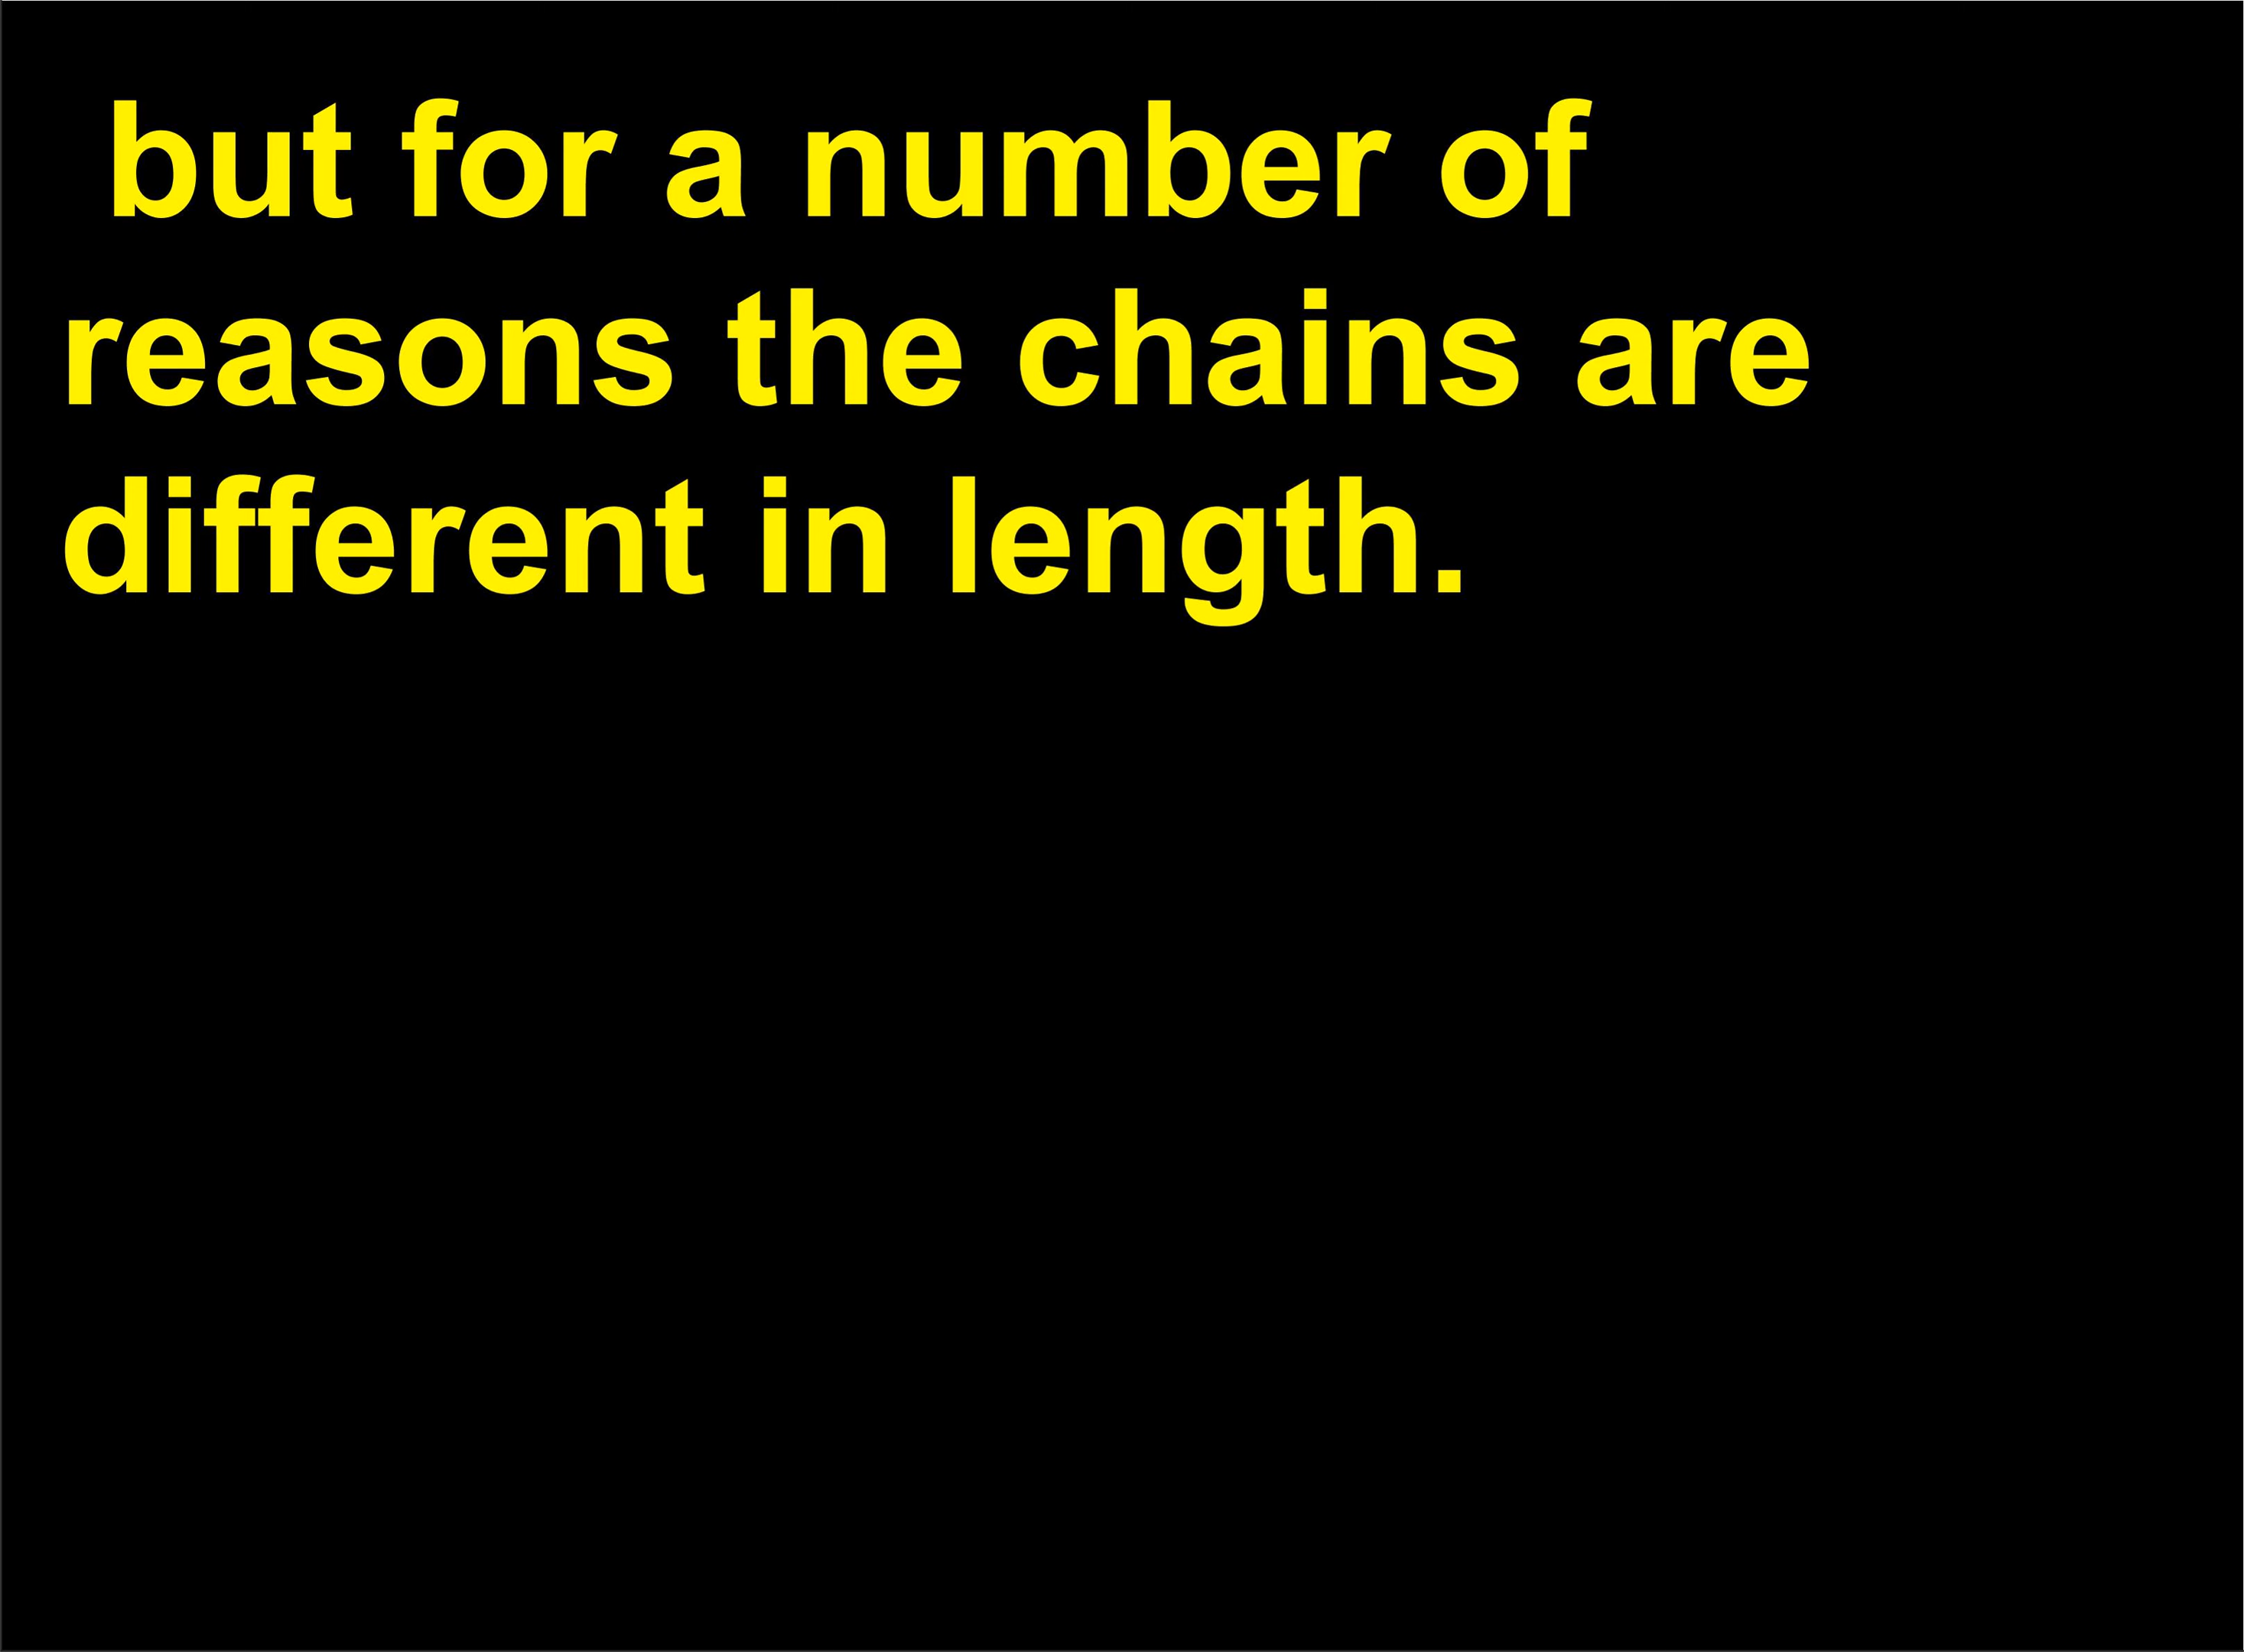 but for a number of
reasons the chains are
different in length.